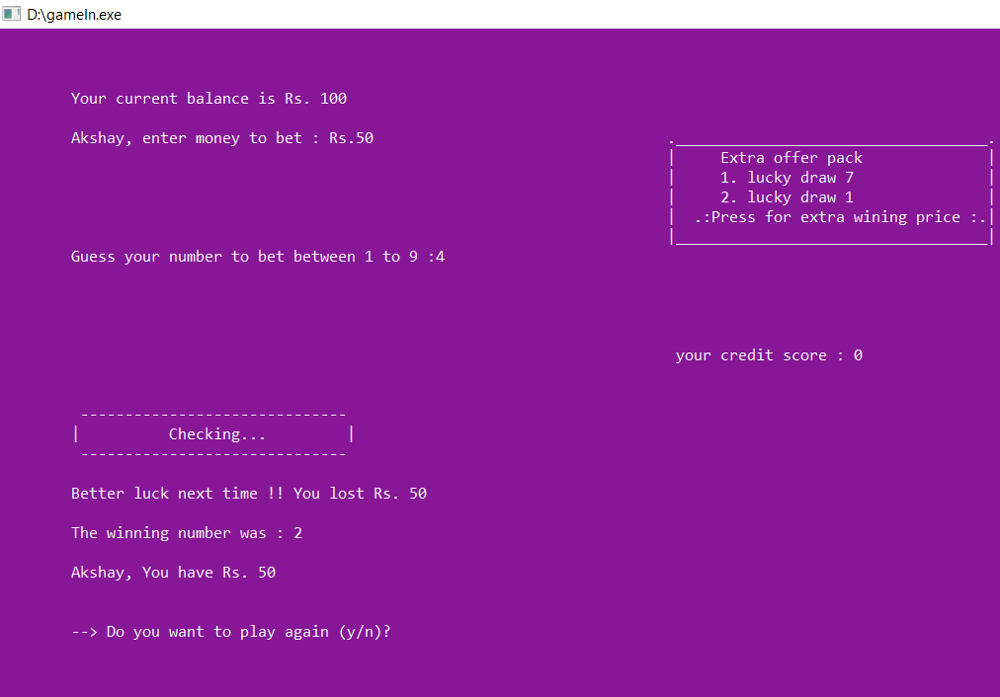 D:\gameIn.exe
Your current balance is Rs. 100
Akshay, enter money to bet : Rs.50
Extra offer pack
1. lucky draw 7
2. lucky draw 1
.:Press for extra wining price :.
Guess your number to bet between 1 to 9 :4
your credit score : 0
Checking...
Better luck next time !! You lost Rs. 50
The winning number was : 2
Akshay, You have Rs. 50
--> Do you want to play again (y/n)?